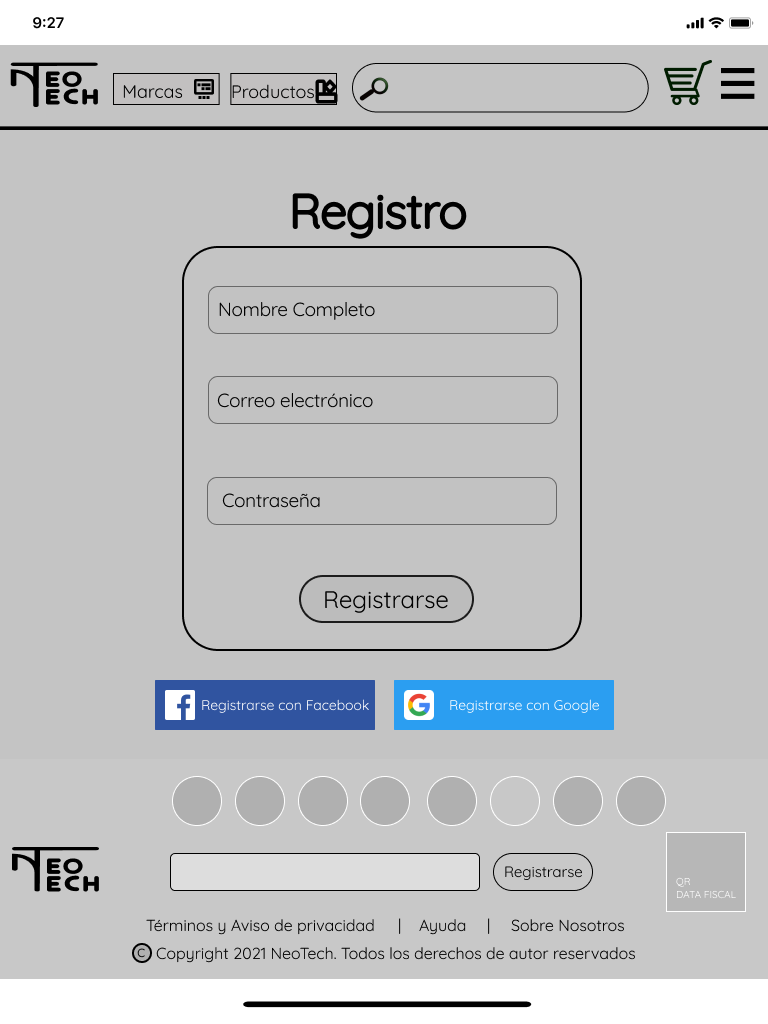 9:27
NEO
TECH
Marcas
Productos
Registro
Nombre Completo
Correo electrónico
Contraseña
Registrarse
Registrarse con Facebook
Registrarse con Google
NEO
TECH
Registrarse
QR
DATA FISCAL
Términos y Aviso de privacidad | Ayuda | Sobre Nosotros
© Copyright 2021 NeoTech. Todos los derechos de autor reservados